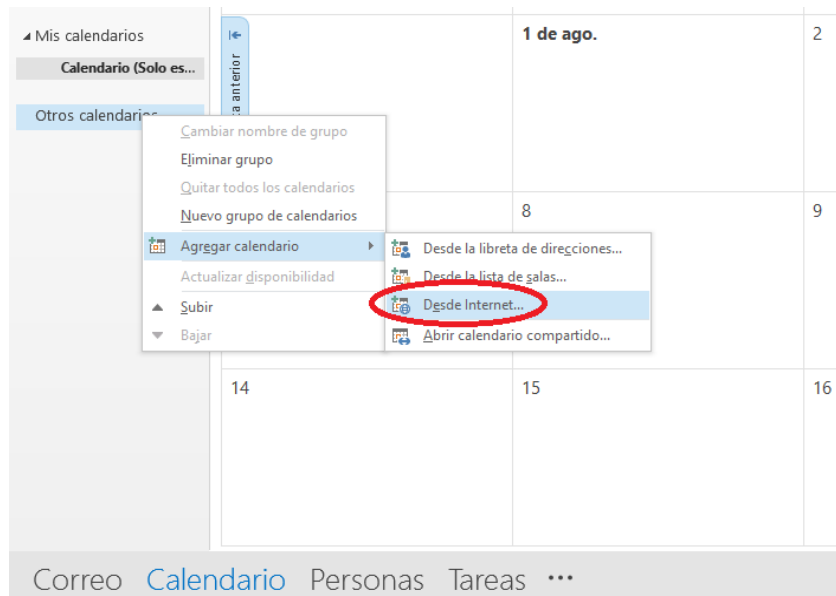 Mis calendarios
Calendario (Solo es...
Otros calendarios
anterior
1 de ago.
2
Cambiar nombre de grupo
Eliminar grupo
Quitar todos los calendarios
Nuevo grupo de calendarios
8
9
Agregar calendario
Actualizar disponibilidad
Subir
Bajar
Desde la libreta de direcciones...
Desde la lista de salas...
Desde Internet...
Abrir calendario compartido...
14
15
16
Correo Calendario Personas Tareas •••